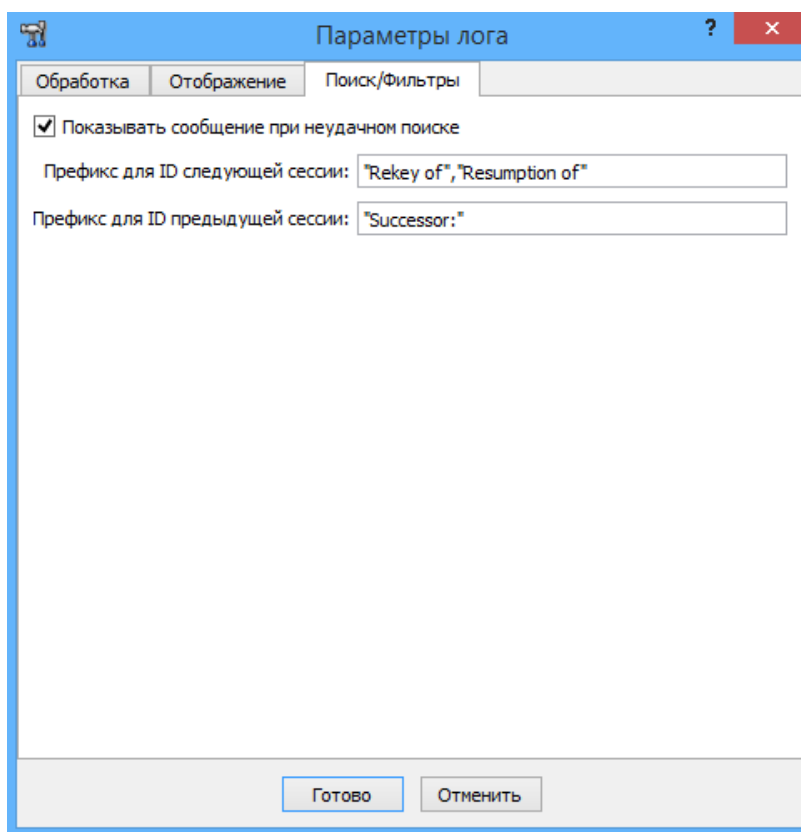 Параметры лога
?
Обработка Отображение Поиск/Фильтры
Показывать сообщение при неудачном поиске
Префикс для ID следующей сессии: "Rekey of","Resumption of"
Префикс для ID предыдущей сессии: "Successor:"
Готово Отменить